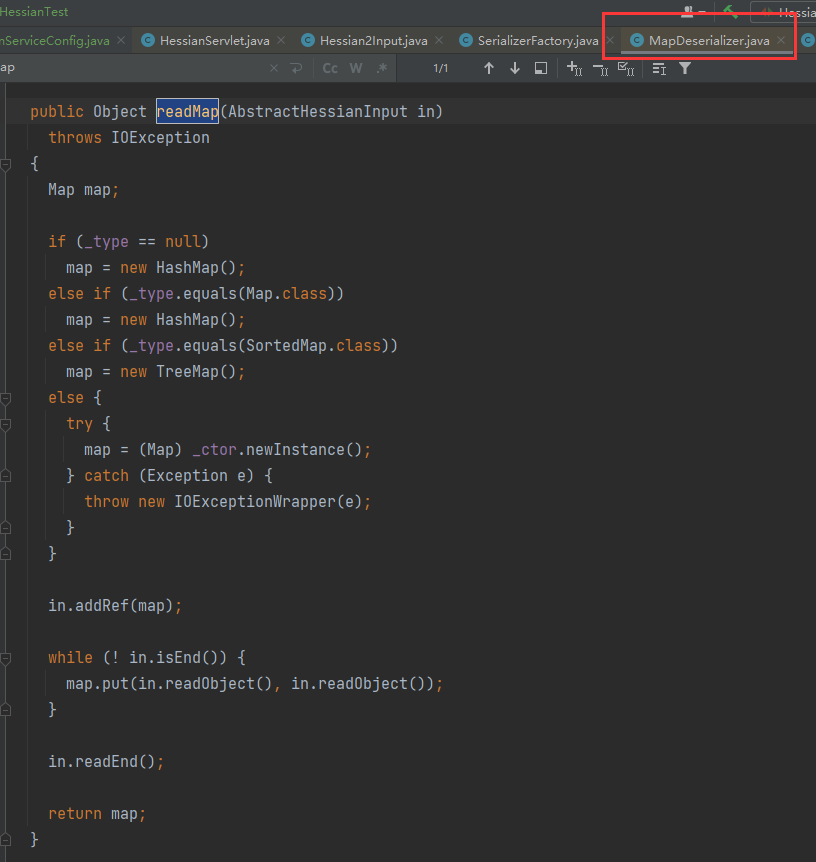 HessianTest
Hessia
nServiceConfig.java
HessianServlet.java
Hessian2Input.java
SerializerFactory.java
MapDeserializer.java
ap
Cc W .*
1/1
public Object readMap(AbstractHessianInput in)
throws IOException
{
Map map;
if (_type == null)
map = new HashMap();
else if (_type.equals(Map.class))
map = new HashMap();
else if (_type.equals(SortedMap.class))
map = new TreeMap();
else {
try {
map = (Map) _ctor.newInstance();
} catch (Exception e) {
throw new IOExceptionWrapper(e);
}
}
in.addRef(map);
while (! in.isEnd()) {
map.put(in.readObject(), in.readObject());
}
in.readEnd();
return map;
}